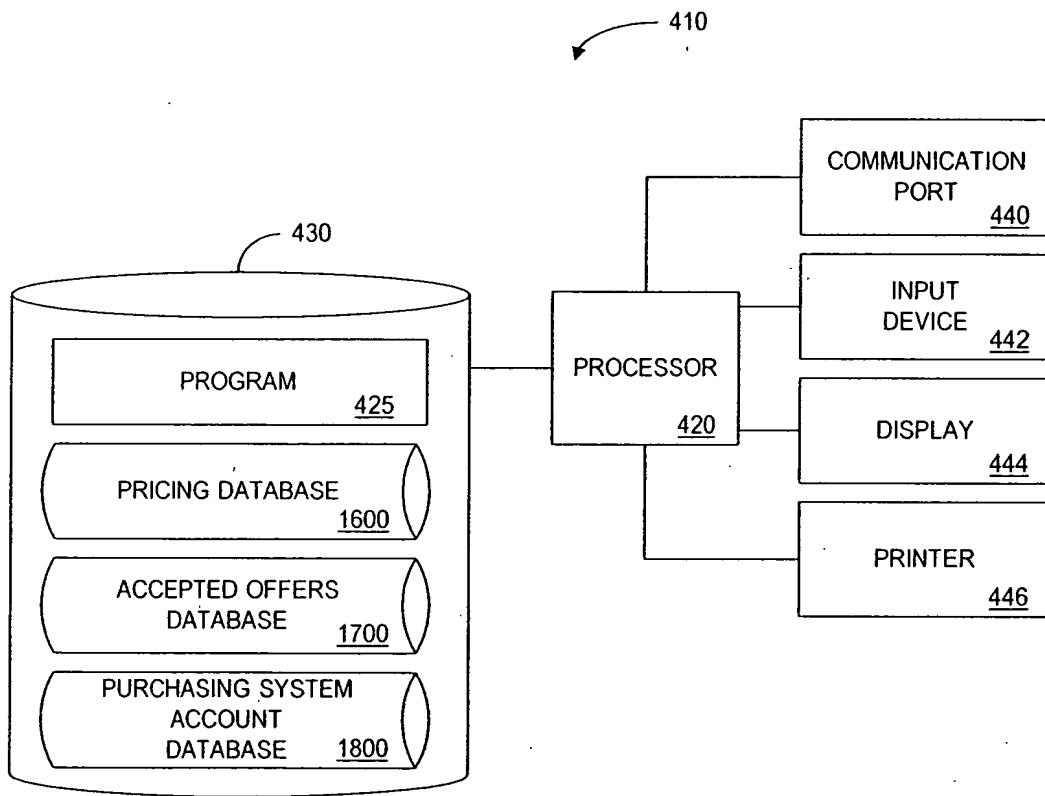 410
COMMUNICATION
PORT
440
430
INPUT
DEVICE
442
PROCESSOR
420
PROGRAM
425
DISPLAY
444
PRICING DATABASE
1600
PRINTER
446
ACCEPTED OFFERS
DATABASE
1700
PURCHASING SYSTEM
ACCOUNT
DATABASE
1800